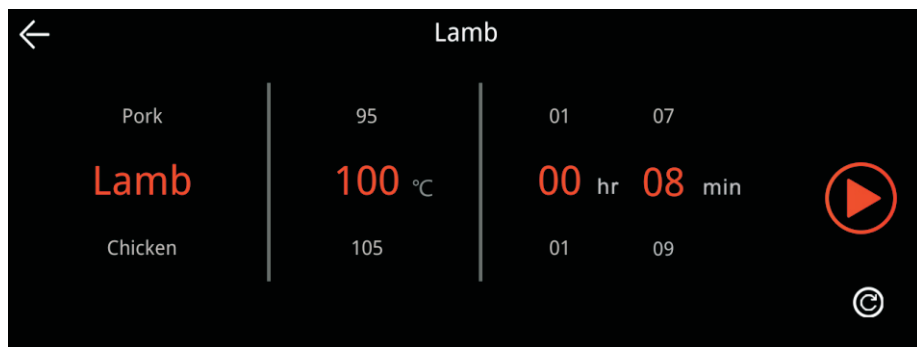 Lamb
Pork 95 01 07
Lamb 100 ℃ 00 hr 08 min
Chicken 105 01 09